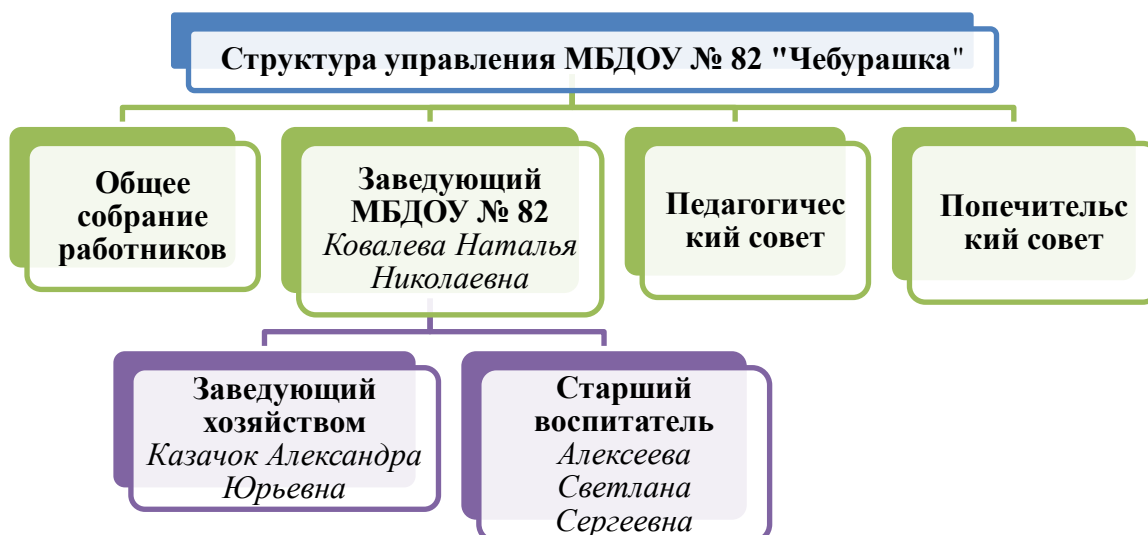 Структура управления МБДОУ № 82 "Чебурашка"
Общее
собрание
работников
Заведующий
МБДОУ № 82
Ковалева Наталья
Николаевна
Педагогичес
кий совет
Попечительс
кий совет
Заведующий
хозяйством
Казачок Александра
Юрьевна
Старший
воспитатель
Алексеева
Светлана
Сергеевна